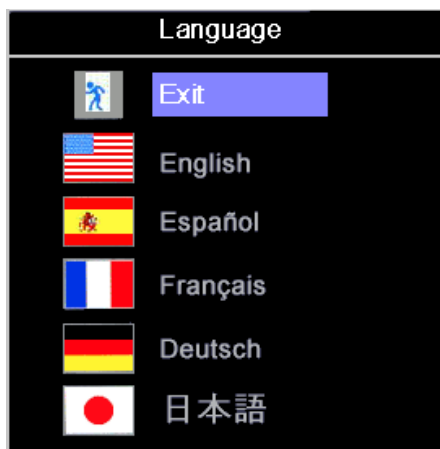 Language
Exit
English
Español
Français
Deutsch
日本語